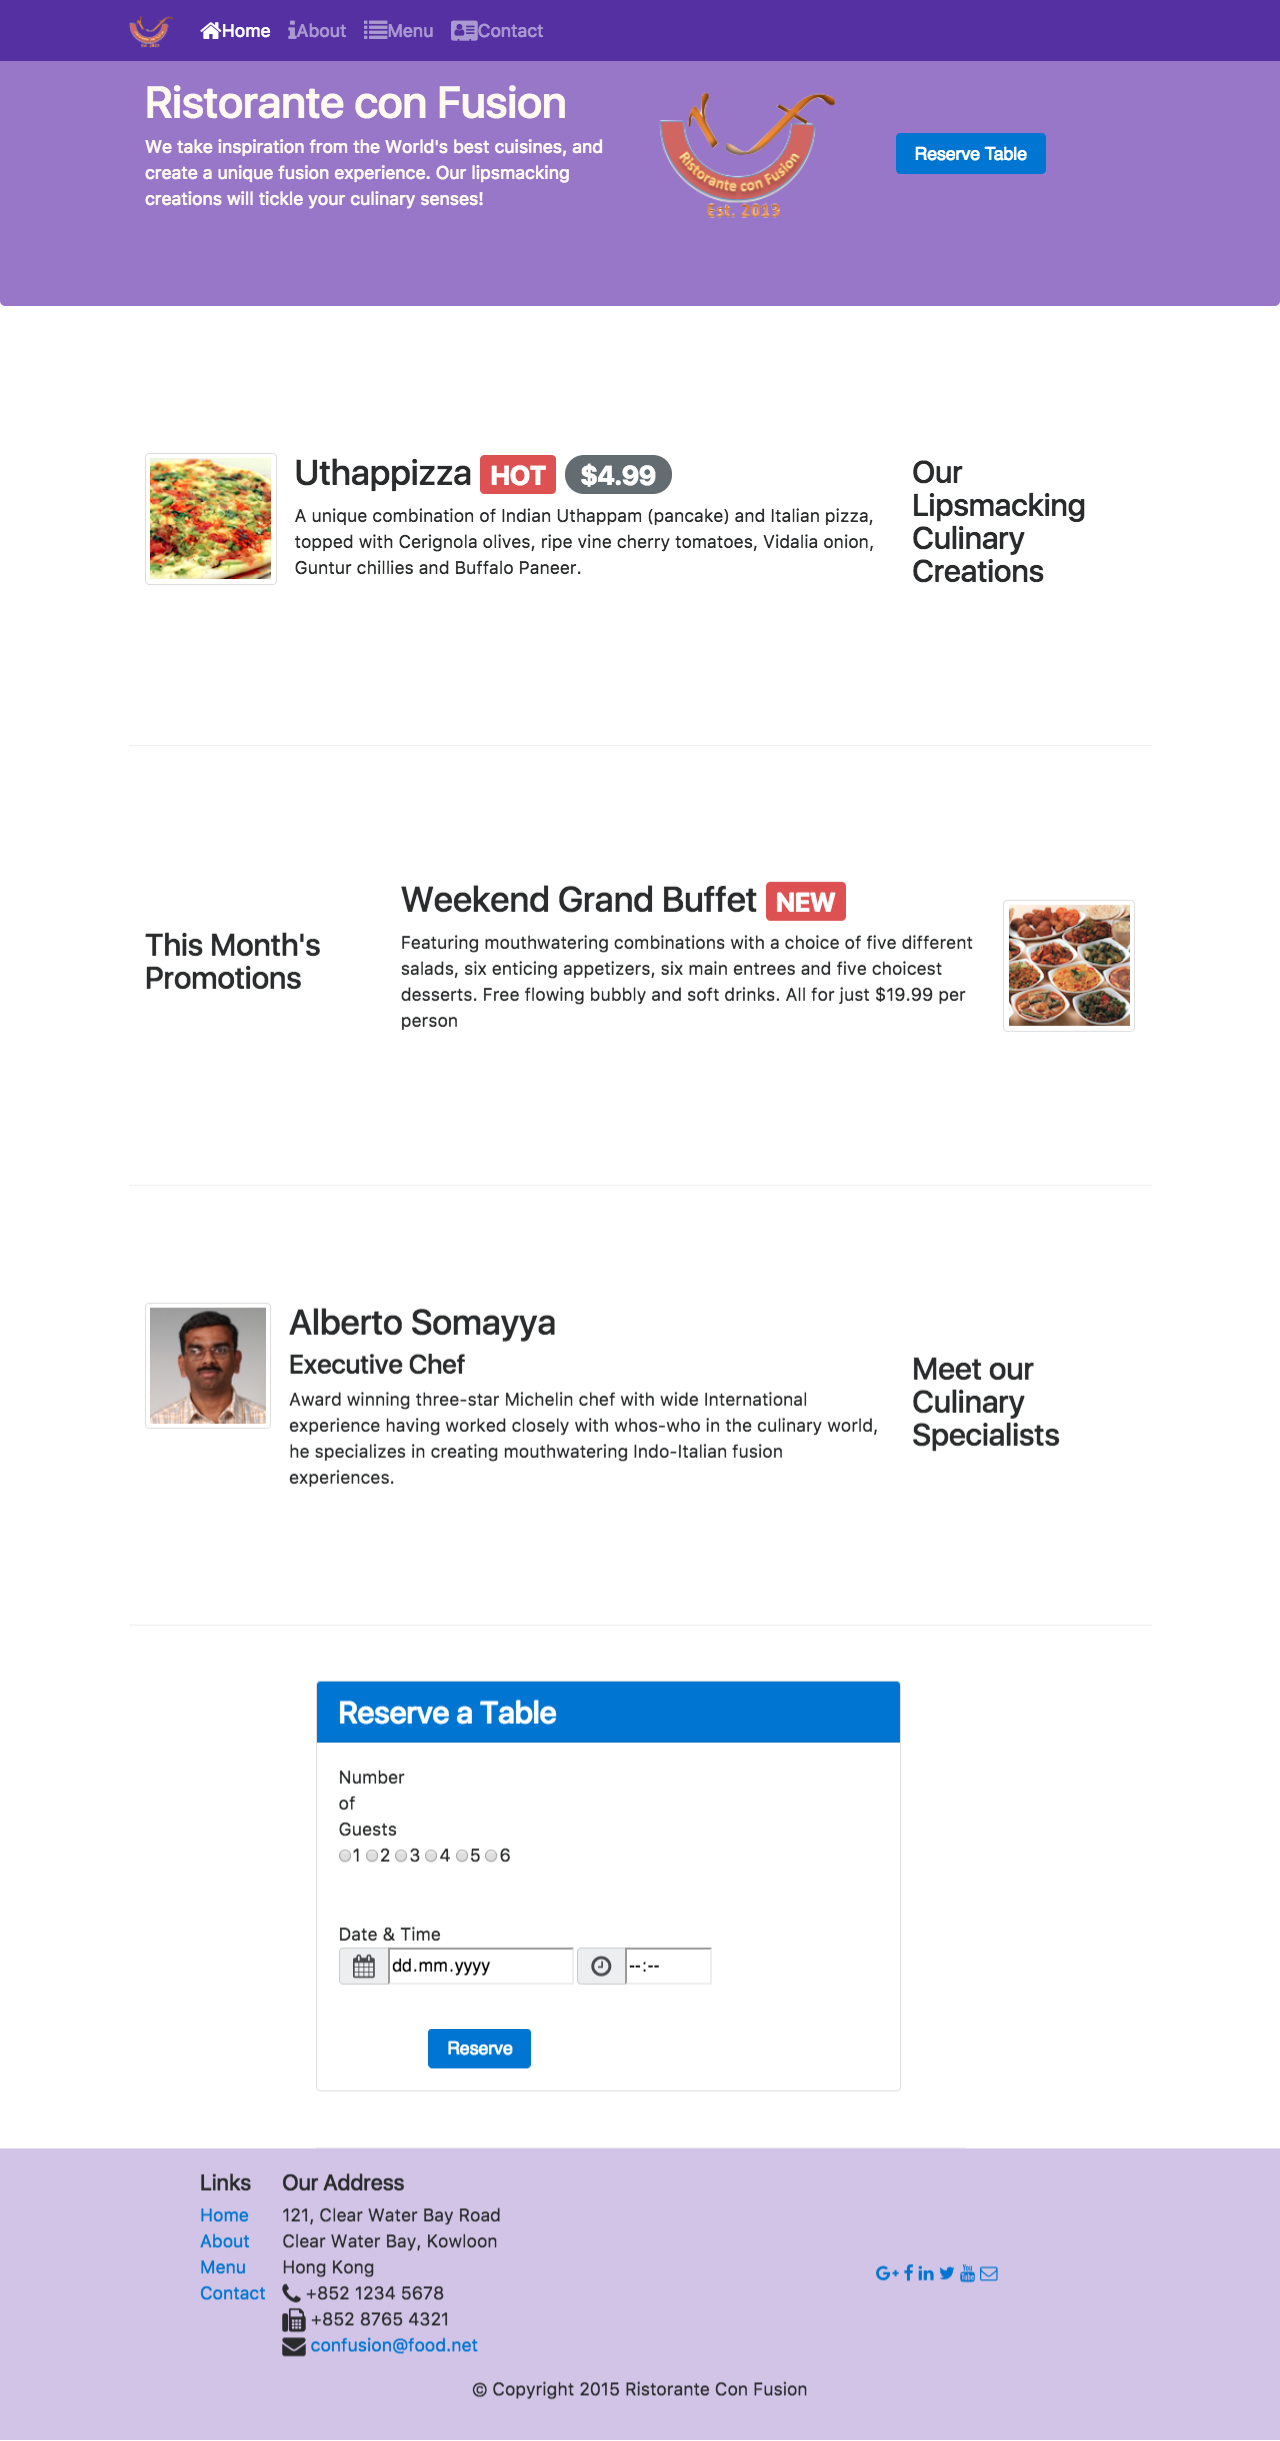 Home About Menu Contact
Ristorante con Fusion
We take inspiration from the World's best cuisines, and
create a unique fusion experience. Our lipsmacking
creations will tickle your culinary senses!
Ristorante con Fusion
Est. 2013
Reserve Table
Uthappizza HOT $4.99
A unique combination of Indian Uthappam (pancake) and Italian pizza,
topped with Cerignola olives, ripe vine cherry tomatoes, Vidalia onion,
Guntur chillies and Buffalo Paneer.
Our
Lipsmacking
Culinary
Creations
This Month's
Promotions
Weekend Grand Buffet NEW
Featuring mouthwatering combinations with a choice of five different
salads, six enticing appetizers, six main entrees and five choicest
desserts. Free flowing bubbly and soft drinks. All for just $19.99 per
person
Alberto Somayya
Executive Chef
Award winning three-star Michelin chef with wide International
experience having worked closely with whos-who in the culinary world,
he specializes in creating mouthwatering Indo-Italian fusion
experiences.
Meet our
Culinary
Specialists
Reserve a Table
Number
of
Guests
1 2 3 4 5 6
Date & Time
dd.mm.yyyy --:--
Reserve
Links
Home
About
Menu
Contact
Our Address
121, Clear Water Bay Road
Clear Water Bay, Kowloon
Hong Kong
+852 1234 5678
+852 8765 4321
confusion@food.net
© Copyright 2015 Ristorante Con Fusion